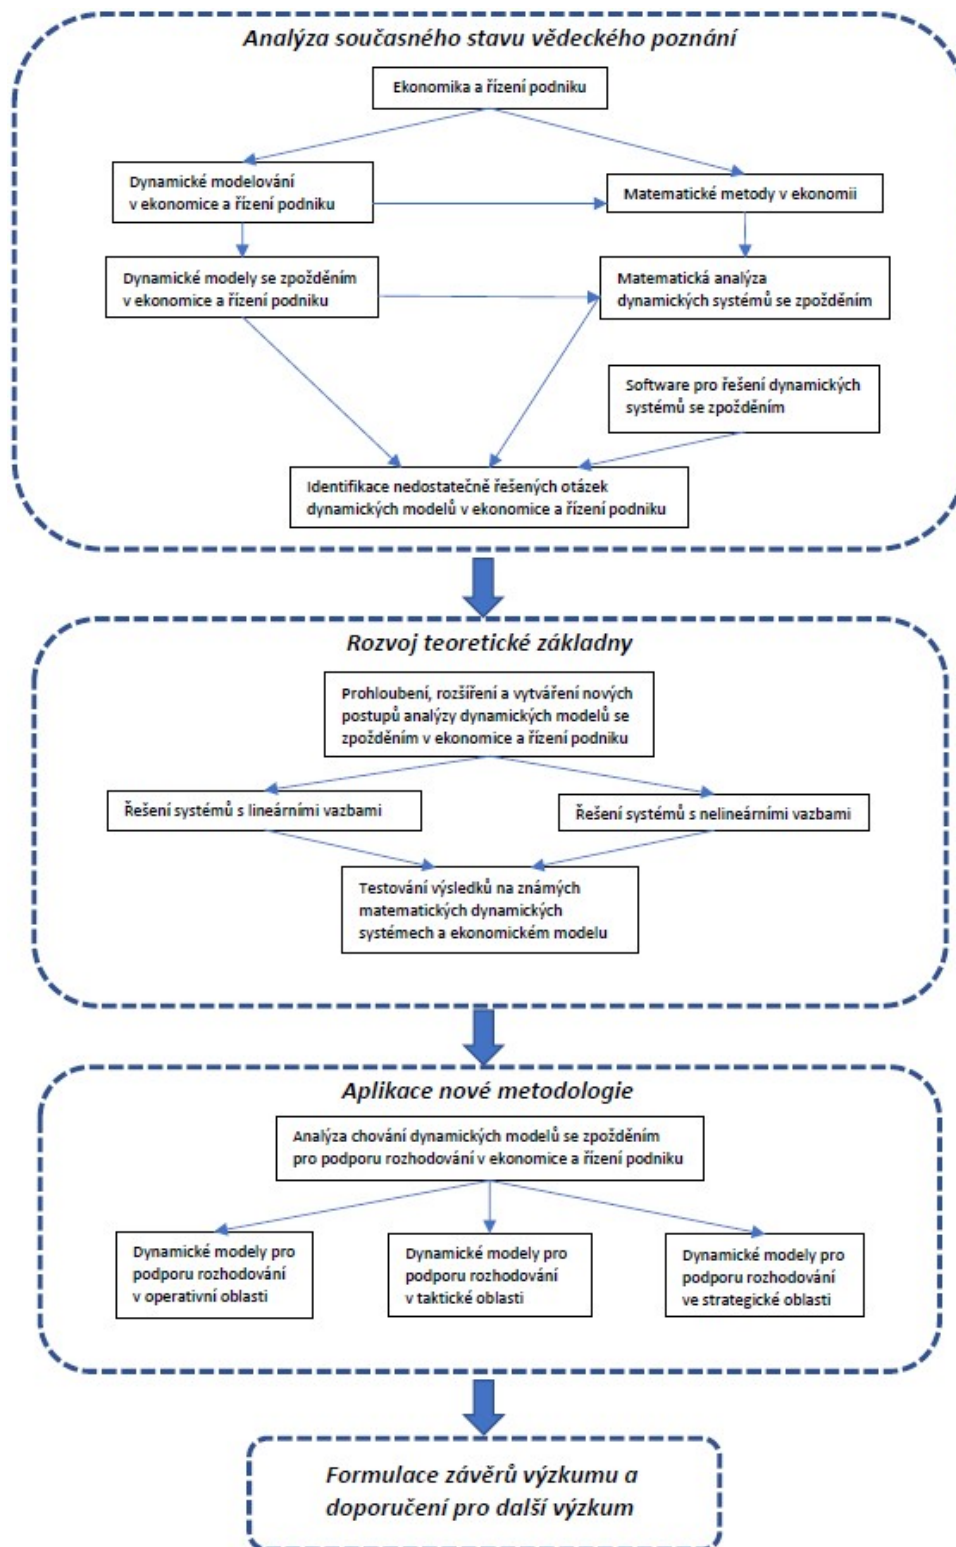 Analýza současného stavu vědeckého poznání
Ekonomika a řízení podniku
Dynamické modelování
v ekonomice a řízení podniku
Matematické metody v ekonomii
Dynamické modely se zpožděním
v ekonomice a řízení podniku
Matematická analýza
dynamických systémů se zpožděním
Software pro řešení dynamických
systémů se zpožděním
Identifikace nedostatečně řešených otázek
dynamických modelů v ekonomice a řízení podniku
Rozvoj teoretické základny
Prohloubení, rozšíření a vytváření nových
postupů analýzy dynamických modelů se
zpožděním v ekonomice a řízení podniku
Řešení systémů s lineárními vazbami
Řešení systémů s nelineárními vazbami
Testování výsledků na známých
matematických dynamických
systémech a ekonomickém modelu
Aplikace nové metodologie
Analýza chování dynamických modelů se zpožděním
pro podporu rozhodování v ekonomice a řízení podniku
Dynamické modely pro
podporu rozhodování
v operativní oblasti
Dynamické modely pro
podporu rozhodování
v taktické oblasti
Dynamické modely pro
podporu rozhodování
ve strategické oblasti
Formulace závěrů výzkumu a
doporučení pro další výzkum